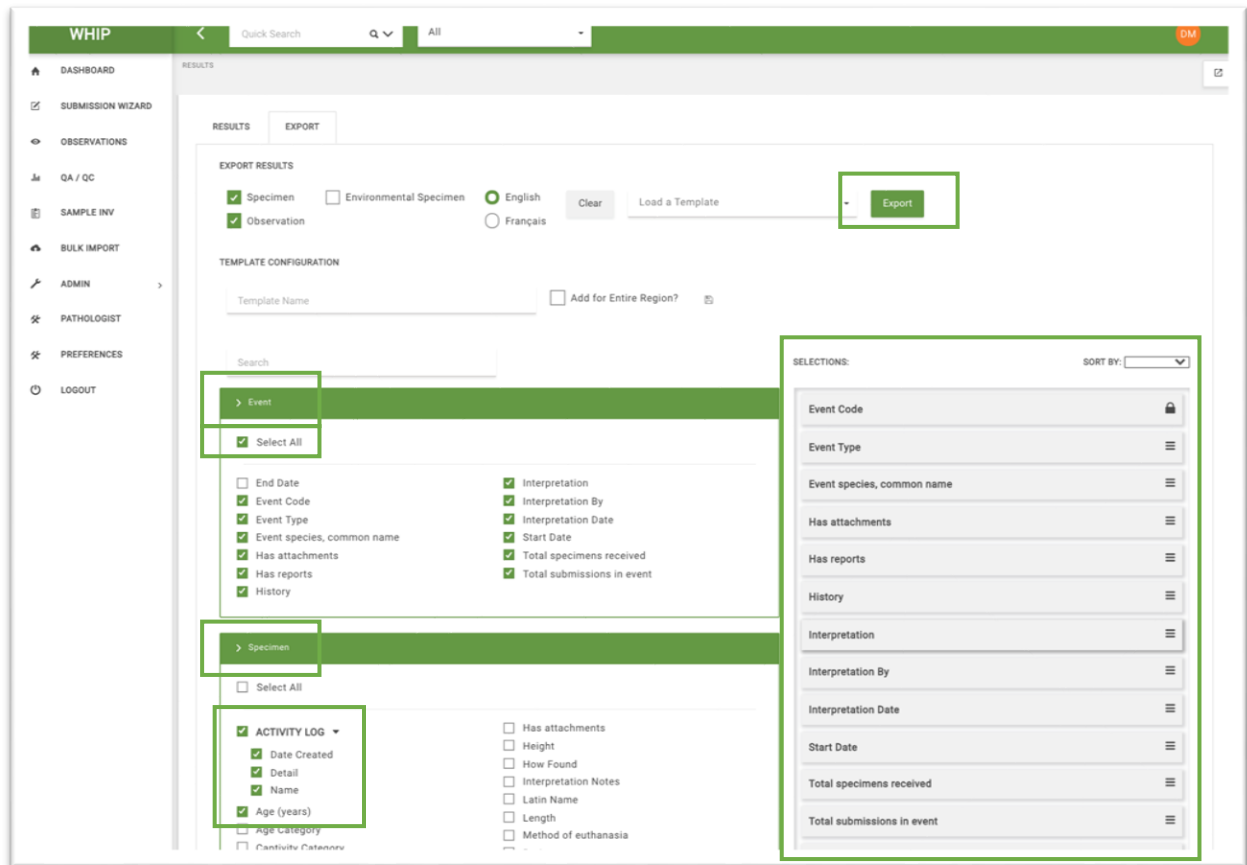 WHIP
Quick Search
All
DM
DASHBOARD
SUBMISSION WIZARD
OBSERVATIONS
QA / QC
SAMPLE INV
BULK IMPORT
ADMIN
PATHOLOGIST
PREFERENCES
LOGOUT
RESULTS
RESULTS EXPORT
EXPORT RESULTS
Specimen Environmental Specimen English Clear Load a Template Export
Observation Français
TEMPLATE CONFIGURATION
Template Name Add for Entire Region?
Search
Event
Select All
End Date
Event Code
Event Type
Event species, common name
Has attachments
Has reports
History
Interpretation
Interpretation By
Interpretation Date
Start Date
Total specimens received
Total submissions in event
Specimen
Select All
ACTIVITY LOG
Date Created
Detail
Name
Age (years)
Age Category
Captivity Category
Has attachments
Height
How Found
Interpretation Notes
Latin Name
Length
Method of euthanasia
SELECTIONS: SORT BY:
Event Code
Event Type
Event species, common name
Has attachments
Has reports
History
Interpretation
Interpretation By
Interpretation Date
Start Date
Total specimens received
Total submissions in event